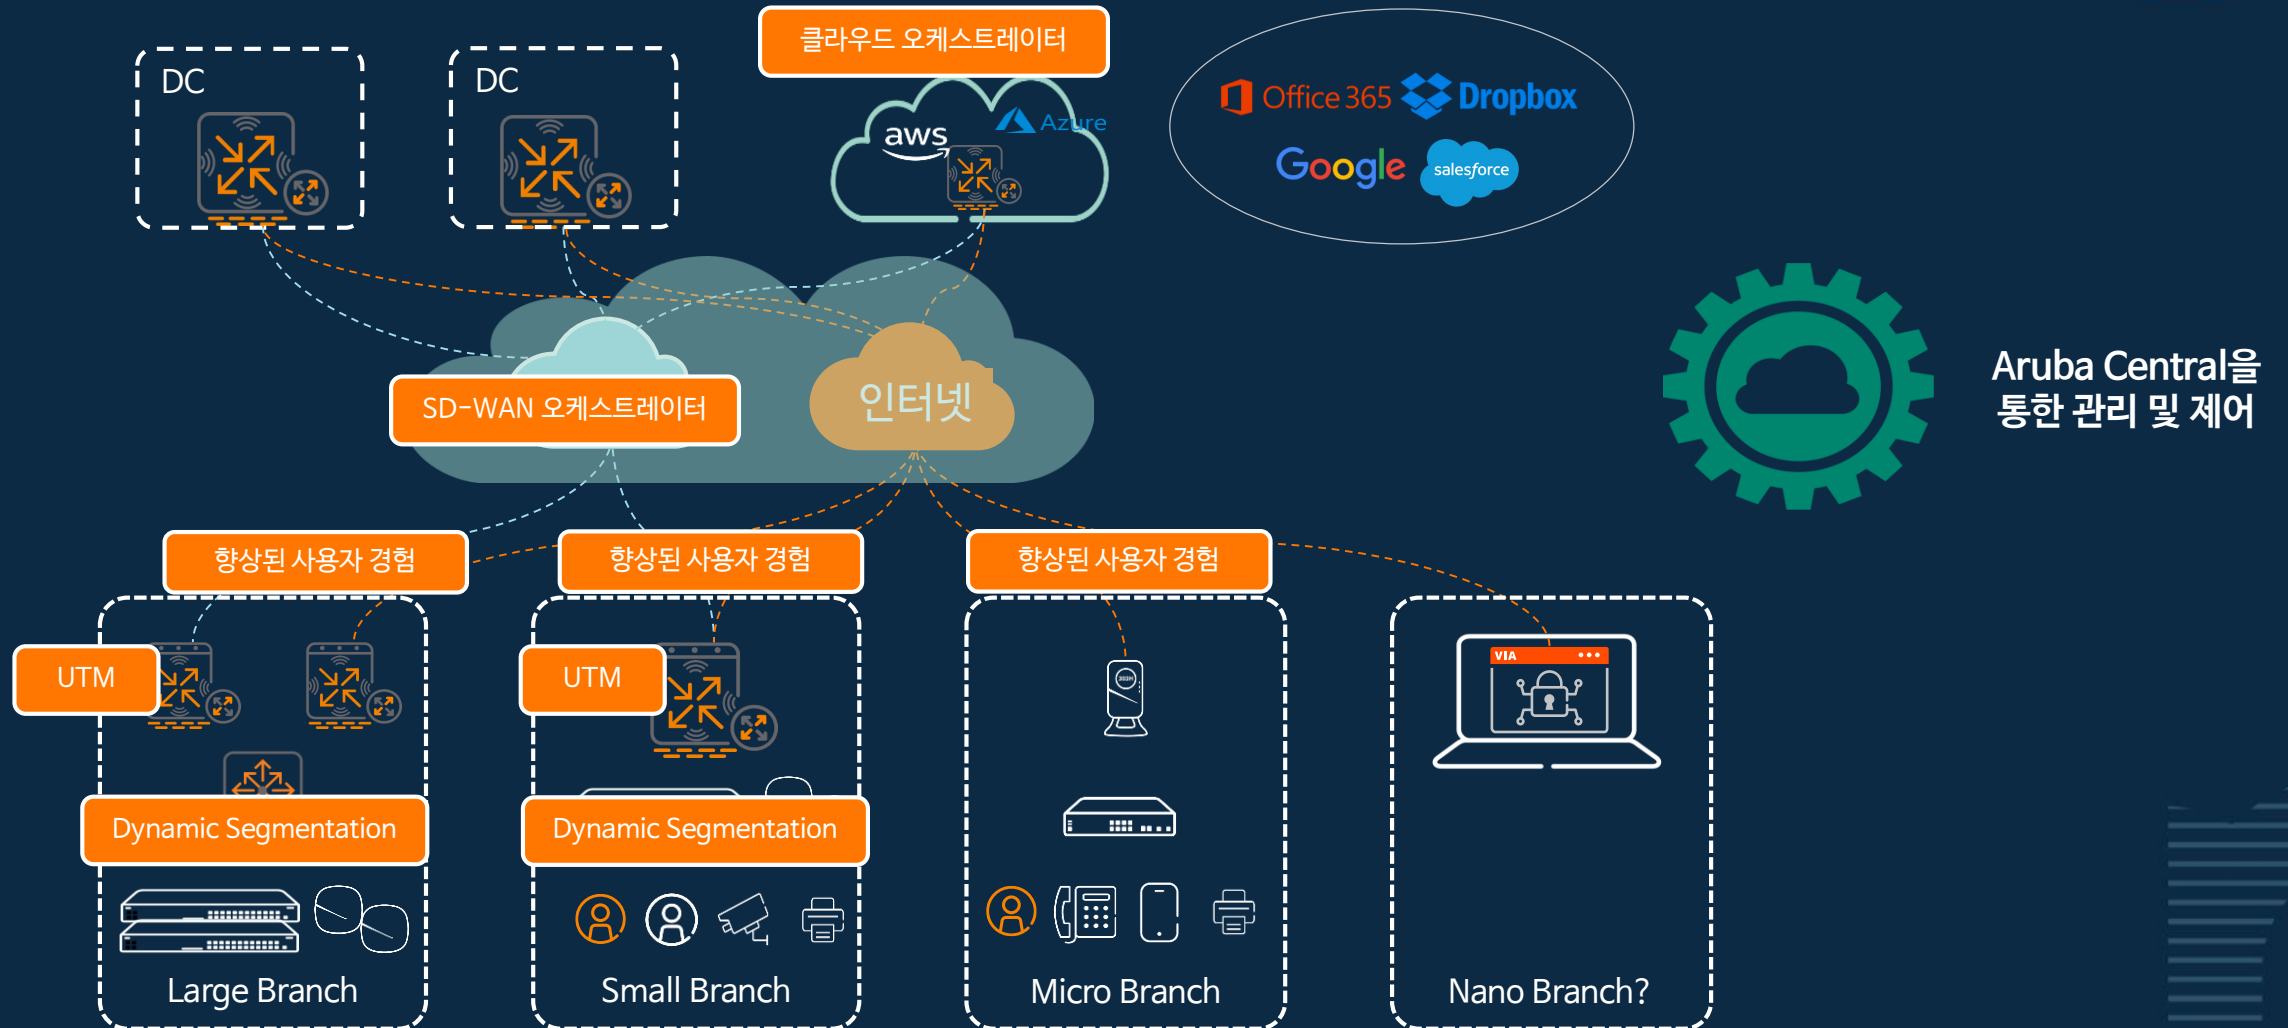 클라우드 오케스트레이터
DC
DC
aws
Azure
Office 365
Dropbox
Google
salesforce
SD-WAN 오케스트레이터
인터넷
Aruba Central을
통한 관리 및 제어
향상된 사용자 경험
향상된 사용자 경험
향상된 사용자 경험
UTM
UTM
303H
VIA
Dynamic Segmentation
Dynamic Segmentation
Large Branch
Small Branch
Micro Branch
Nano Branch?